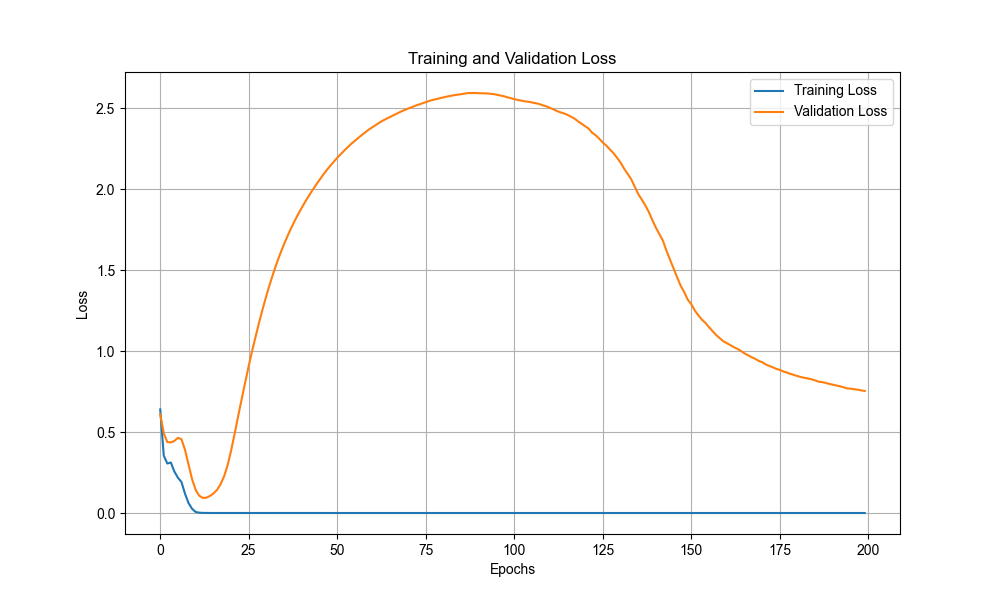 Training and Validation Loss
Training Loss
Validation Loss
2.5
2.0
1.5
1.0
0.5
0.0
Loss
0 25 50 75 100 125 150 175 200
Epochs